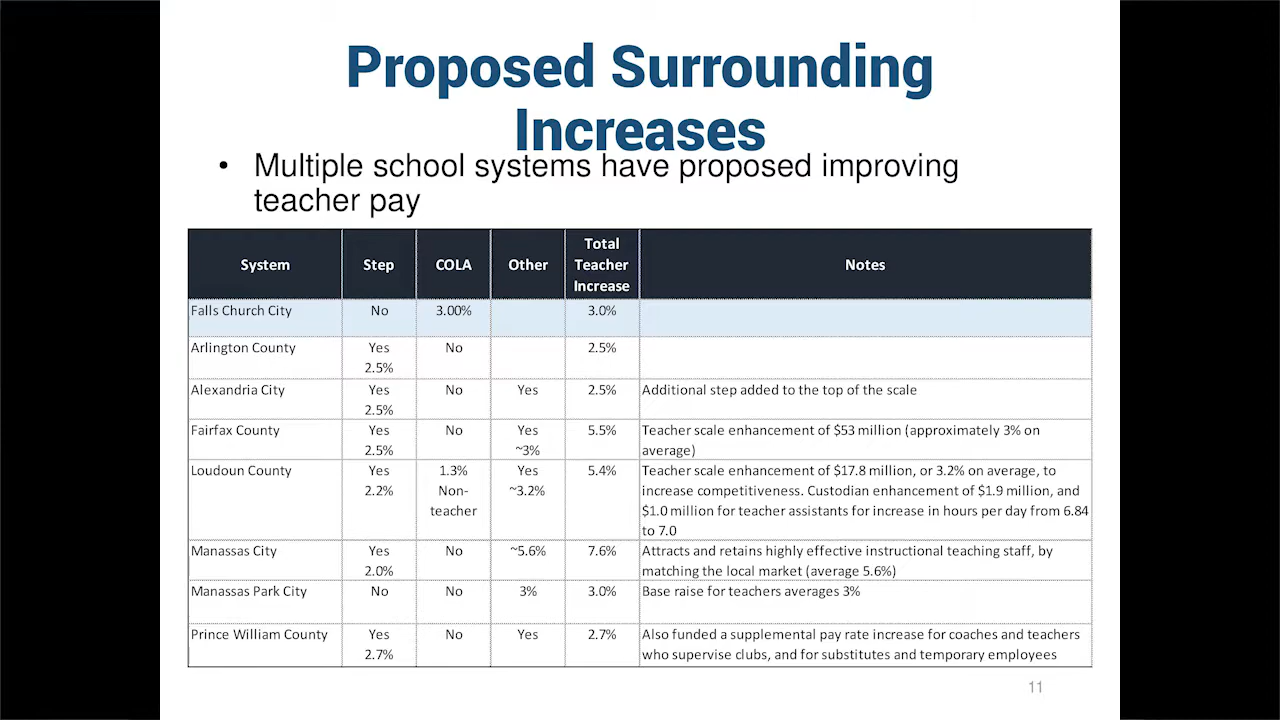 Proposed Surrounding
Increases
• Multiple school systems have proposed improving
teacher pay
System Step COLA Other Total Teacher Increase Notes
Falls Church City No 3.00% 3.0%
Arlington County Yes No 2.5%
2.5%
Alexandria City Yes No Yes 2.5% Additional step added to the top of the scale
2.5%
Fairfax County Yes No Yes 5.5% Teacher scale enhancement of $53 million (approximately 3% on
2.5% ~3% average)
Loudoun County Yes 1.3% Yes 5.4% Teacher scale enhancement of $17.8 million, or 3.2% on average, to
2.2% Non- ~3.2% increase competitiveness. Custodian enhancement of $1.9 million, and
teacher $1.0 million for teacher assistants for increase in hours per day from 6.84
to 7.0
Manassas City Yes No ~5.6% 7.6% Attracts and retains highly effective instructional teaching staff, by
2.0% matching the local market (average 5.6%)
Manassas Park City No No 3% 3.0% Base raise for teachers averages 3%
Prince William County Yes No Yes 2.7% Also funded a supplemental pay rate increase for coaches and teachers
2.7% who supervise clubs, and for substitutes and temporary employees
11